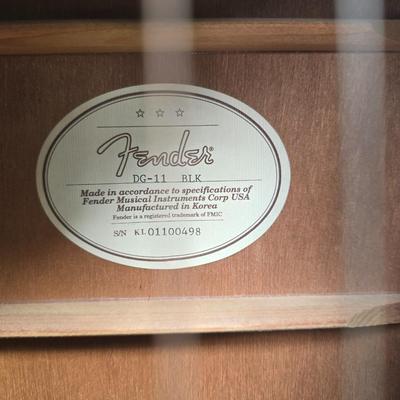 Fender®
DG-11 BLK
Made in accordance to specifications of
Fender Musical Instruments Corp USA
Manufactured in Korea
Fender is a registered trademark of FMIC
S/N KL01100498